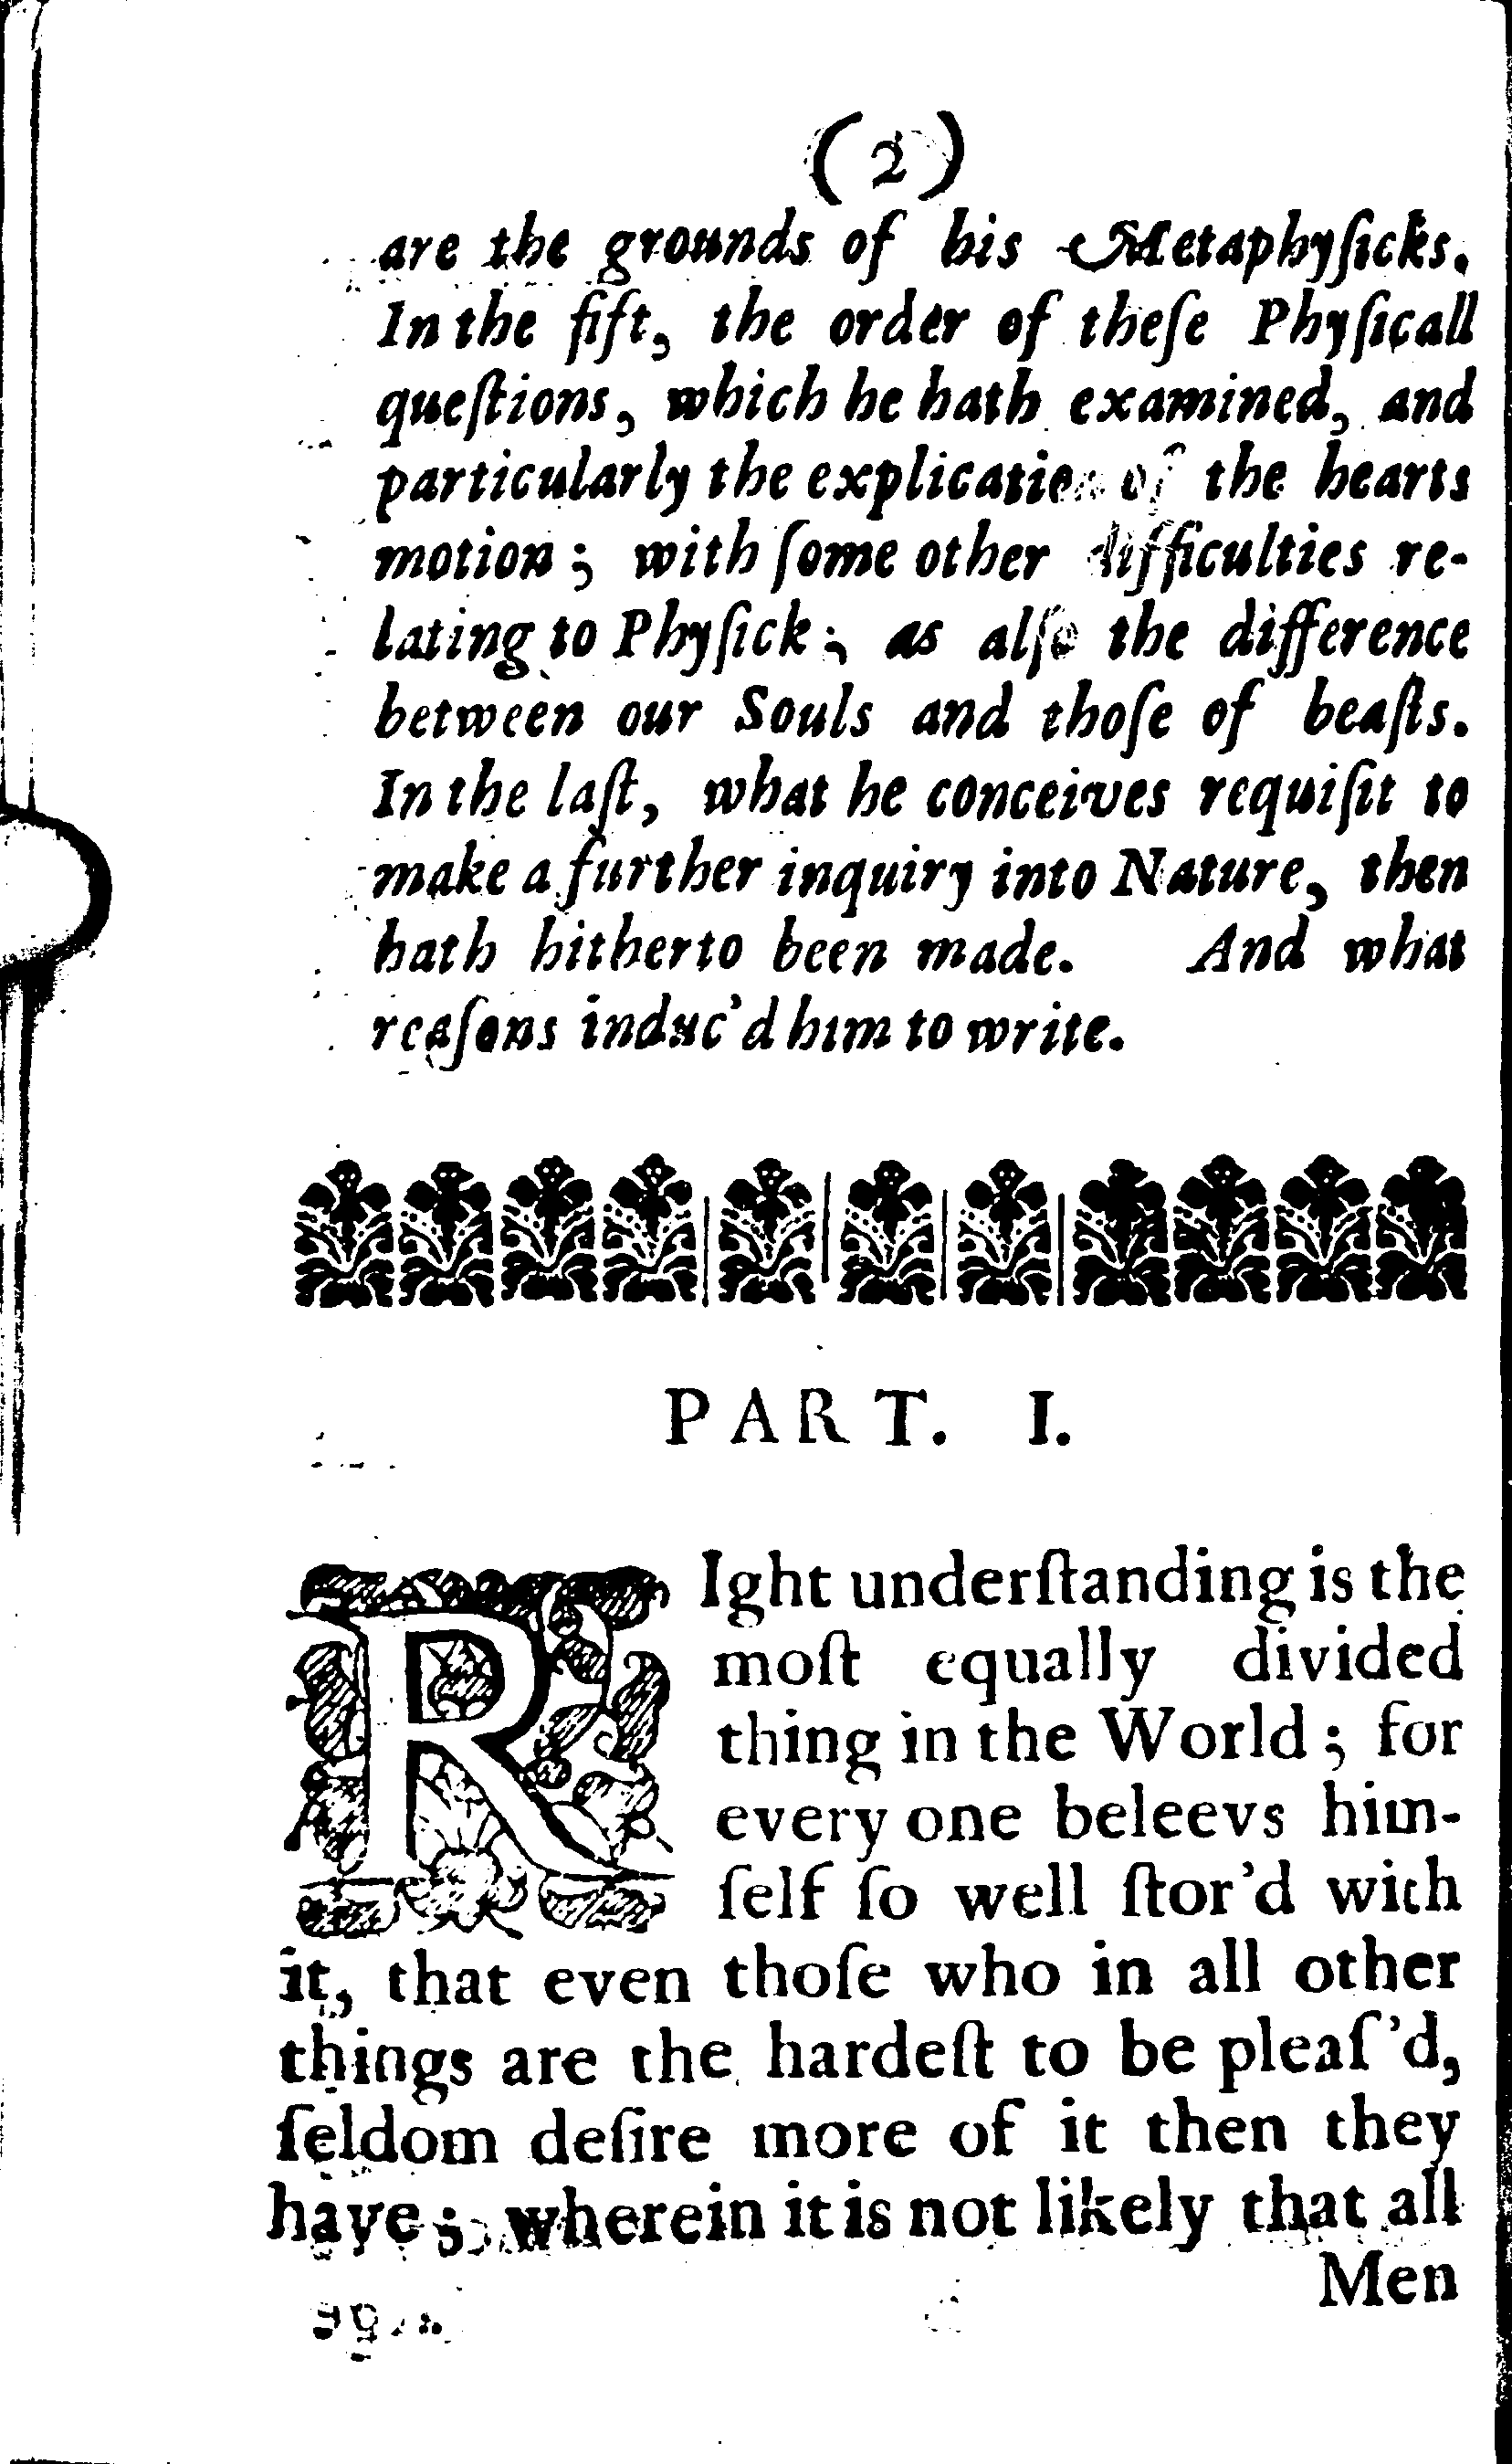 (2)
are the grounds of his Metaphyſicks.
In the fift, the order of theſe Phyſicall
queſtions, which he hath examined, and
particularly the explication of the hearts
motion; with ſome other difficulties re-
lating to Phyſick; as alſo the difference
between our Souls and thoſe of beaſts.
In the laſt, what he conceives requiſit to
make a further inquiry into Nature, then
hath hitherto been made. And what
reaſons induc'd him to write.
PART. I.
RIght underſtanding is the
moſt equally divided
thing in the World; for
every one beleevs him-
ſelf ſo well ſtor'd with
it, that even thoſe who in all other
things are the hardeſt to be pleaſ'd,
ſeldom deſire more of it then they
have; wherein it is not likely that all
Men